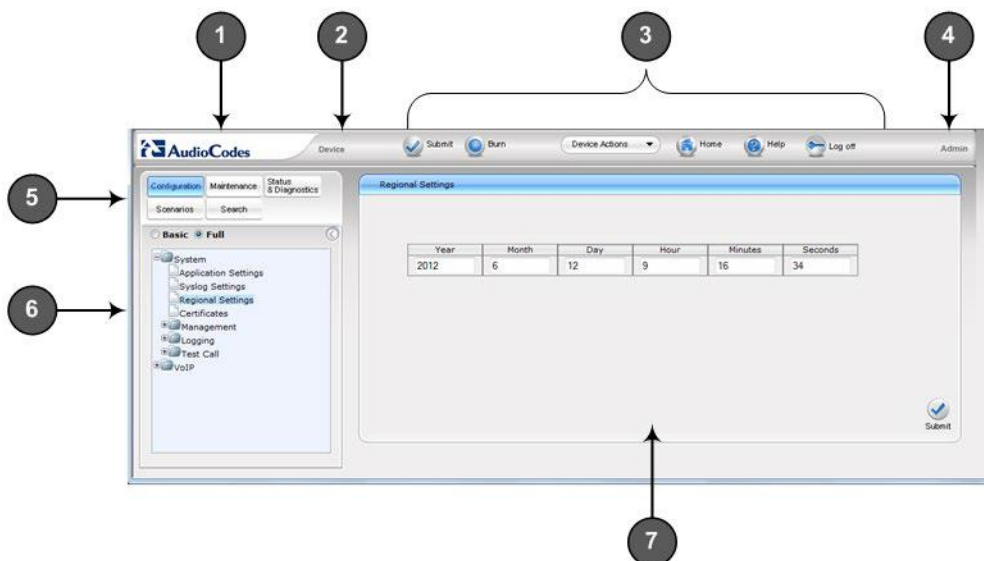 1 2 3 4
AudioCodes Device Submit Burn Device Actions Home Help Log off Admin
Configuration Maintenance Status & Diagnostics
Scenarios Search
5
Basic Full
System
Application Settings
Syslog Settings
Regional Settings
Certificates
Management
Logging
Test Call
VoIP
6
Regional Settings
Year Month Day Hour Minutes Seconds
2012 6 12 9 16 34
Submit
7